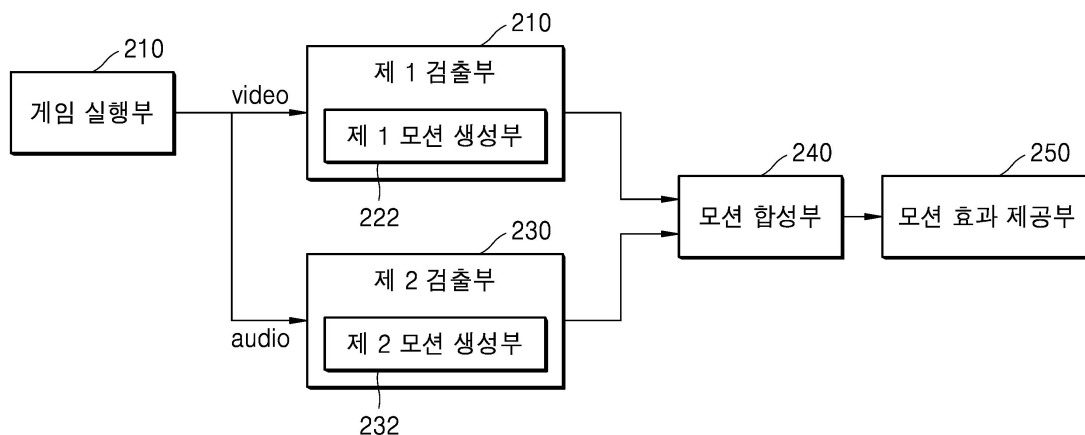 210
게임 실행부
video
audio
210
제 1 검출부
제 1 모션 생성부
222
230
제 2 검출부
제 2 모션 생성부
232
240
모션 합성부
250
모션 효과 제공부